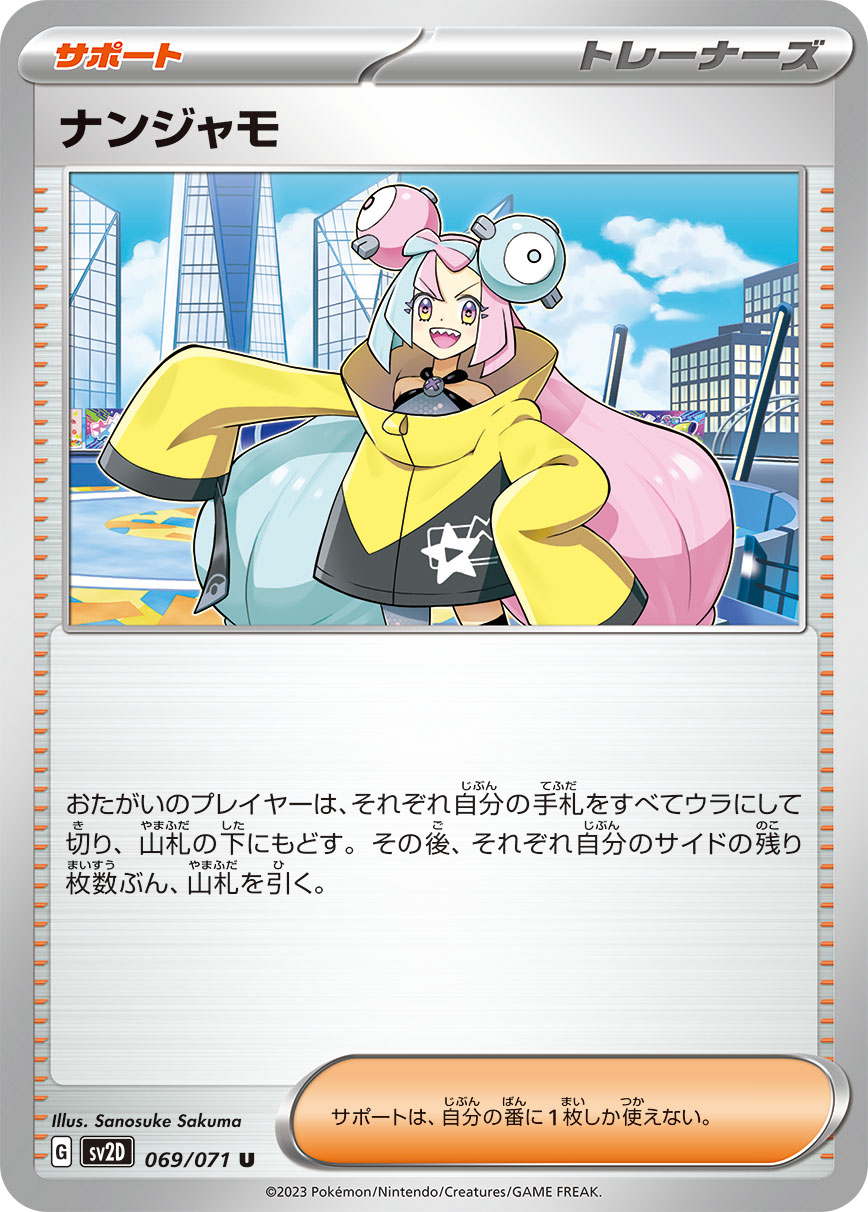 サポート トレーナーズ
ナンジャモ
おたがいのプレイヤーは、それぞれ自分の手札をすべてウラにして
切り、山札の下にもどす。その後、それぞれ自分のサイドの残り
枚数ぶん、山札を引く。
サポートは、自分の番に1枚しか使えない。
Illus. Sanosuke Sakuma
G sv2D 069/071 U
©2023 Pokémon/Nintendo/Creatures/GAME FREAK.